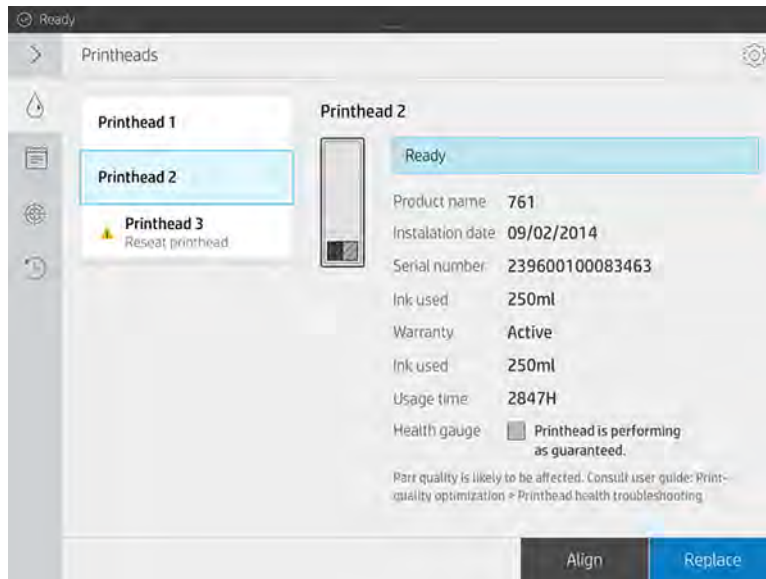 Ready
Printheads
Printhead 1
Printhead 2
Printhead 3
Reseat printhead
Printhead 2
Ready
Product name 761
Instalation date 09/02/2014
Serial number 239600100083463
Ink used 250ml
Warranty Active
Ink used 250ml
Usage time 2847H
Health gauge Printhead is performing
as guaranteed.
Parr quality is likely to be affected. Consult user guide: Print-
quality optimization > Printhead health troubleshooting
Align
Replace